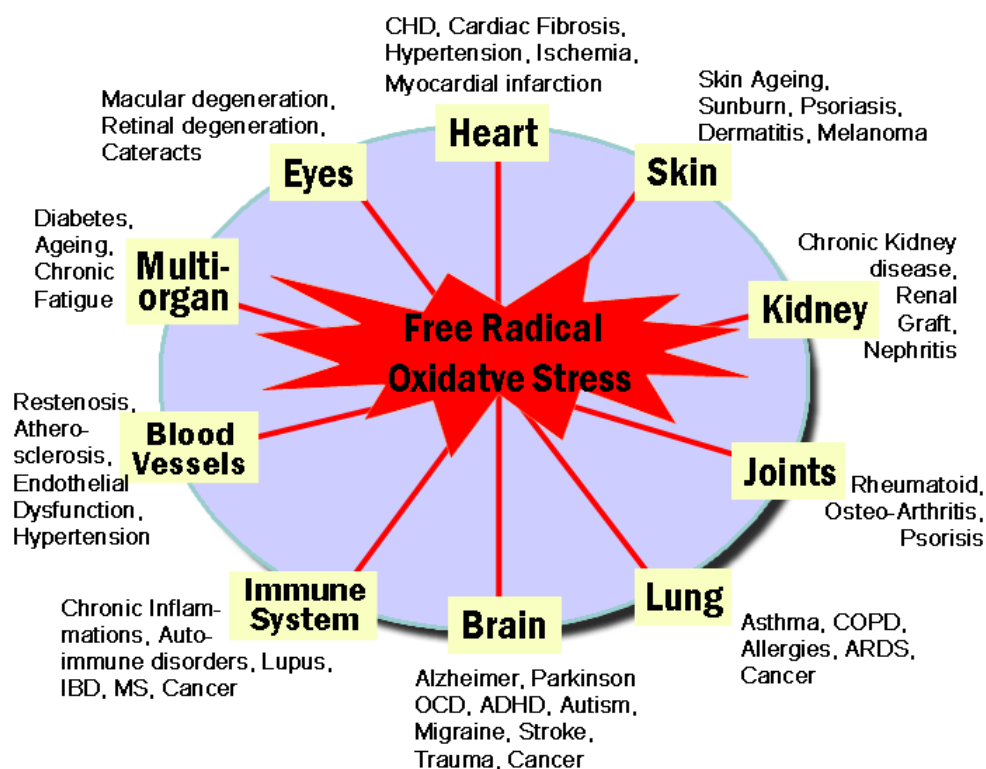 CHD, Cardiac Fibrosis,
Hypertension, Ischemia,
Myocardial infarction
Heart
Skin Ageing,
Sunburn, Psoriasis,
Dermatitis, Melanoma
Skin
Macular degeneration,
Retinal degeneration,
Cateracts
Eyes
Diabetes,
Ageing,
Chronic
Fatigue
Multi-
organ
Chronic Kidney
disease,
Renal
Graft,
Nephritis
Kidney
Free Radical
Oxidatve Stress
Restenosis,
Athero-
sclerosis,
Endothelial
Dysfunction,
Hypertension
Blood
Vessels
Joints
Rheumatoid,
Osteo-Arthritis,
Psorisis
Immune
System
Chronic Inflam-
mations, Auto-
immune disorders, Lupus,
IBD, MS, Cancer
Brain
Alzheimer, Parkinson
OCD, ADHD, Autism,
Migraine, Stroke,
Trauma, Cancer
Lung
Asthma, COPD,
Allergies, ARDS,
Cancer